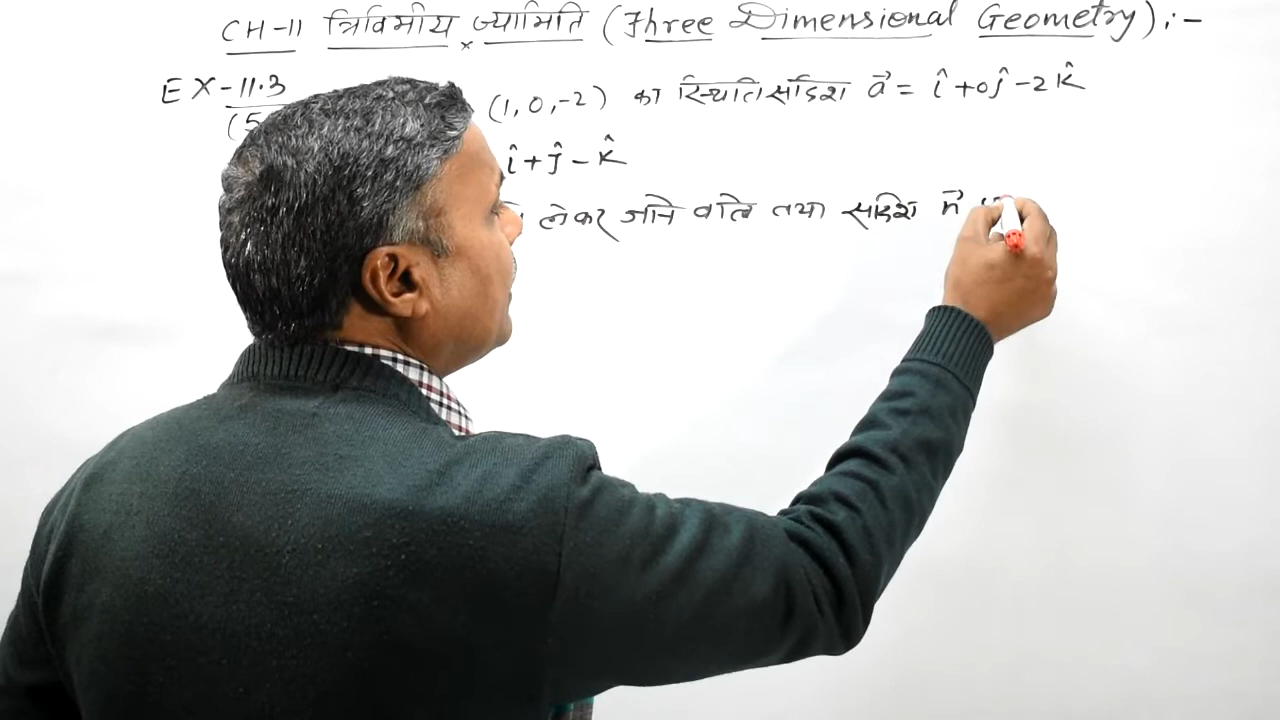 CH-11 त्रिविमीय ज्यामिति (Three Dimensional Geometry) :-
EX-11.3
(5 (1, 0, -2) का स्थिति सदिश a⃗ = î + 0ĵ - 2k̂
î + ĵ - k̂
लेकर जाने वाले तथा सदिश n⃗